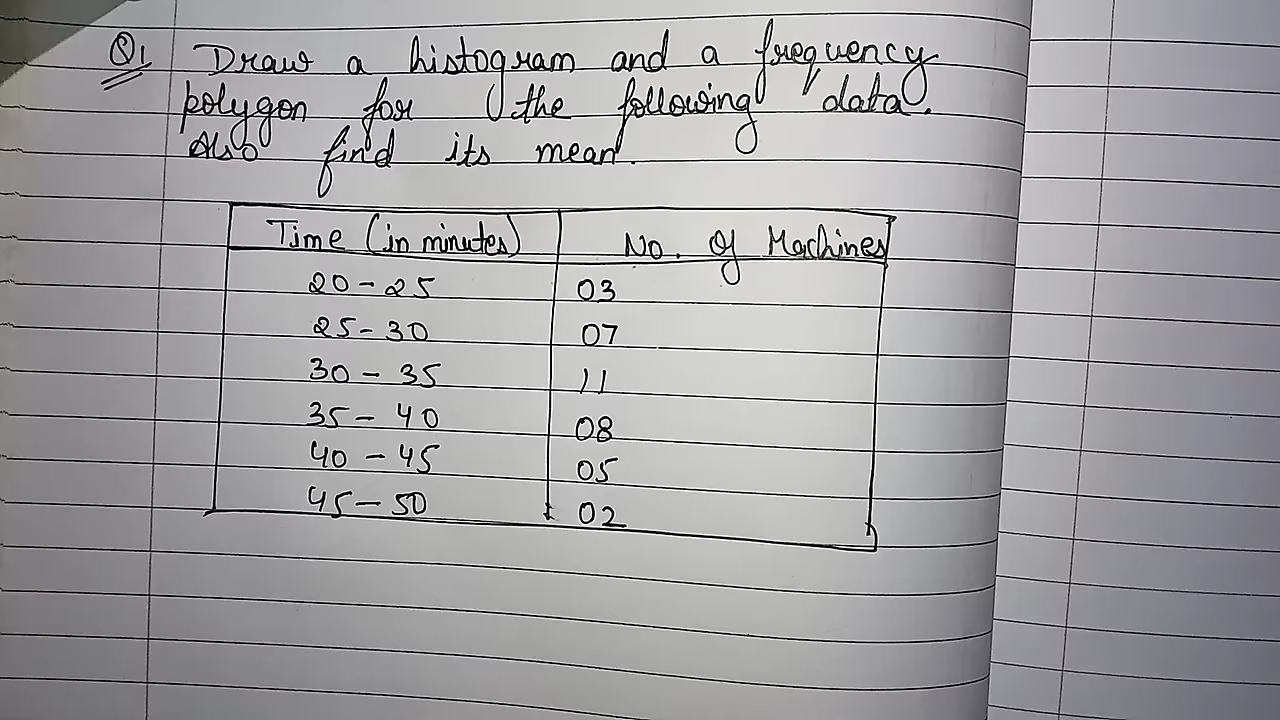 Q1 Draw a histogram and a frequency
polygon for the following data.
Also find its mean.
Time (in minutes) No. Of Machines
20-25 03
25-30 07
30-35 11
35-40 08
40-45 05
45-50 02